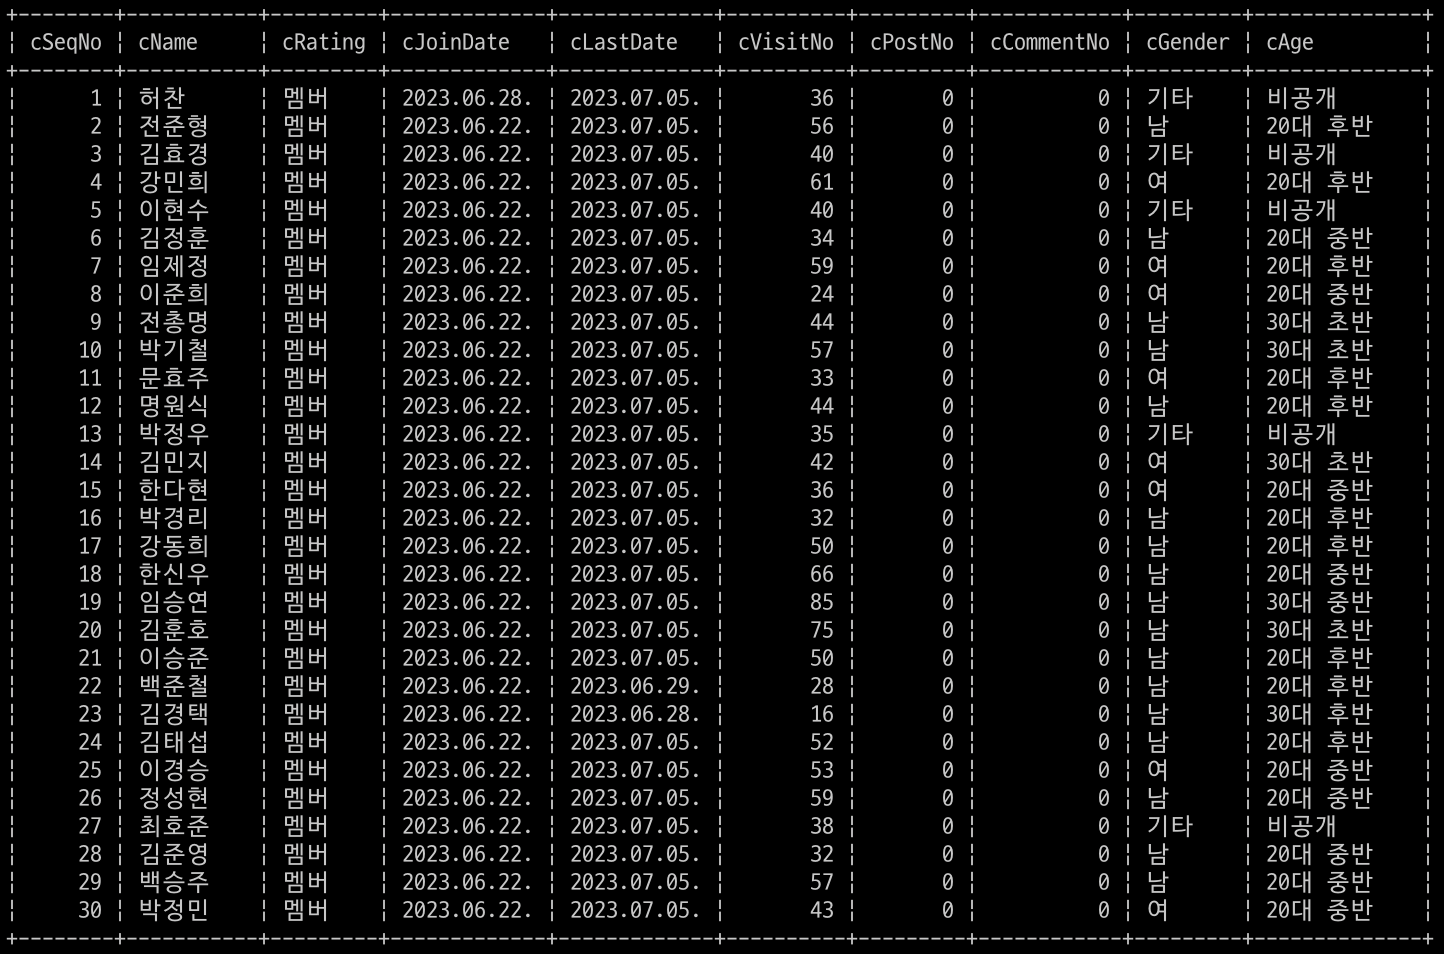 cSeqNo | cName | cRating | cJoinDate | cLastDate | cVisitNo | cPostNo | cCommentNo | cGender | cAge
1 | 허찬 | 멤버 | 2023.06.28. | 2023.07.05. | 36 | 0 | 0 | 기타 | 비공개
2 | 전준형 | 멤버 | 2023.06.22. | 2023.07.05. | 56 | 0 | 0 | 남 | 20대 후반
3 | 김효경 | 멤버 | 2023.06.22. | 2023.07.05. | 40 | 0 | 0 | 기타 | 비공개
4 | 강민희 | 멤버 | 2023.06.22. | 2023.07.05. | 61 | 0 | 0 | 여 | 20대 후반
5 | 이현수 | 멤버 | 2023.06.22. | 2023.07.05. | 40 | 0 | 0 | 기타 | 비공개
6 | 김정훈 | 멤버 | 2023.06.22. | 2023.07.05. | 34 | 0 | 0 | 남 | 20대 중반
7 | 임제정 | 멤버 | 2023.06.22. | 2023.07.05. | 59 | 0 | 0 | 여 | 20대 후반
8 | 이준희 | 멤버 | 2023.06.22. | 2023.07.05. | 24 | 0 | 0 | 여 | 20대 중반
9 | 전총명 | 멤버 | 2023.06.22. | 2023.07.05. | 44 | 0 | 0 | 남 | 30대 초반
10 | 박기철 | 멤버 | 2023.06.22. | 2023.07.05. | 57 | 0 | 0 | 남 | 30대 초반
11 | 문효주 | 멤버 | 2023.06.22. | 2023.07.05. | 33 | 0 | 0 | 여 | 20대 후반
12 | 명원식 | 멤버 | 2023.06.22. | 2023.07.05. | 44 | 0 | 0 | 남 | 20대 후반
13 | 박정우 | 멤버 | 2023.06.22. | 2023.07.05. | 35 | 0 | 0 | 기타 | 비공개
14 | 김민지 | 멤버 | 2023.06.22. | 2023.07.05. | 42 | 0 | 0 | 여 | 30대 초반
15 | 한다현 | 멤버 | 2023.06.22. | 2023.07.05. | 36 | 0 | 0 | 여 | 20대 중반
16 | 박경리 | 멤버 | 2023.06.22. | 2023.07.05. | 32 | 0 | 0 | 남 | 20대 후반
17 | 강동희 | 멤버 | 2023.06.22. | 2023.07.05. | 50 | 0 | 0 | 남 | 20대 후반
18 | 한신우 | 멤버 | 2023.06.22. | 2023.07.05. | 66 | 0 | 0 | 남 | 20대 중반
19 | 임승연 | 멤버 | 2023.06.22. | 2023.07.05. | 85 | 0 | 0 | 남 | 30대 중반
20 | 김훈호 | 멤버 | 2023.06.22. | 2023.07.05. | 75 | 0 | 0 | 남 | 30대 초반
21 | 이승준 | 멤버 | 2023.06.22. | 2023.07.05. | 50 | 0 | 0 | 남 | 20대 후반
22 | 백준철 | 멤버 | 2023.06.22. | 2023.06.29. | 28 | 0 | 0 | 남 | 20대 후반
23 | 김경택 | 멤버 | 2023.06.22. | 2023.06.28. | 16 | 0 | 0 | 남 | 30대 후반
24 | 김태섭 | 멤버 | 2023.06.22. | 2023.07.05. | 52 | 0 | 0 | 남 | 20대 후반
25 | 이경승 | 멤버 | 2023.06.22. | 2023.07.05. | 53 | 0 | 0 | 여 | 20대 중반
26 | 정성현 | 멤버 | 2023.06.22. | 2023.07.05. | 59 | 0 | 0 | 남 | 20대 중반
27 | 최호준 | 멤버 | 2023.06.22. | 2023.07.05. | 38 | 0 | 0 | 기타 | 비공개
28 | 김준영 | 멤버 | 2023.06.22. | 2023.07.05. | 32 | 0 | 0 | 남 | 20대 중반
29 | 백승주 | 멤버 | 2023.06.22. | 2023.07.05. | 57 | 0 | 0 | 남 | 20대 중반
30 | 박정민 | 멤버 | 2023.06.22. | 2023.07.05. | 43 | 0 | 0 | 여 | 20대 중반